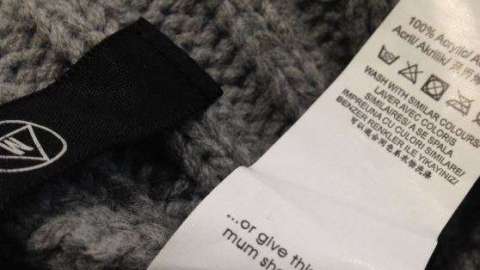 100% Acrylic/
Acril/ Akrilik/
WASH WITH SIMILAR COLOURS/
LAVER AVEC COLORIS
SIMILAIRES/ A SE SPALA
IMPREUNA CU CULORI SIMILARE/
BENZER RENKLER ILE YIKAYINIZ/
...or give this
mum